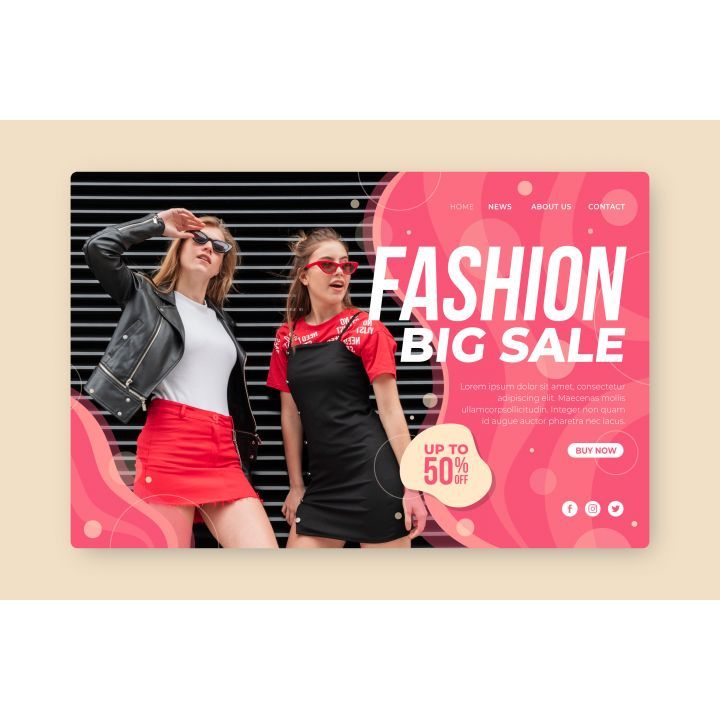 HOME NEWS ABOUT US CONTACT
FASHION
BIG SALE
Lorem ipsum dolor sit amet, consectetur
adipiscing elit. Maecenas mollis
ullamcorpsollicitudin. Integer non quam
id augue auctor pharetra nec lacus.
BUY NOW
UP TO
50%
OFF